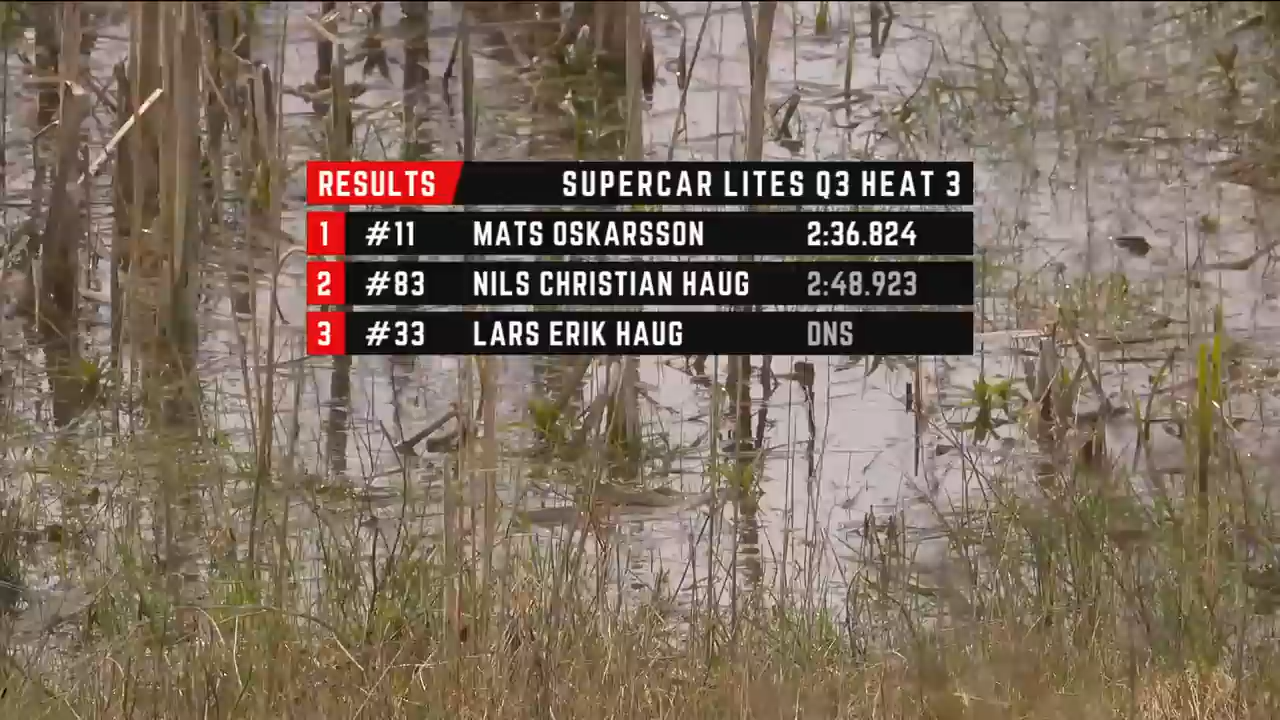 RESULTS SUPERCAR LITES Q3 HEAT 3
1 #11 MATS OSKARSSON 2:36.824
2 #83 NILS CHRISTIAN HAUG 2:48.923
3 #33 LARS ERIK HAUG DNS